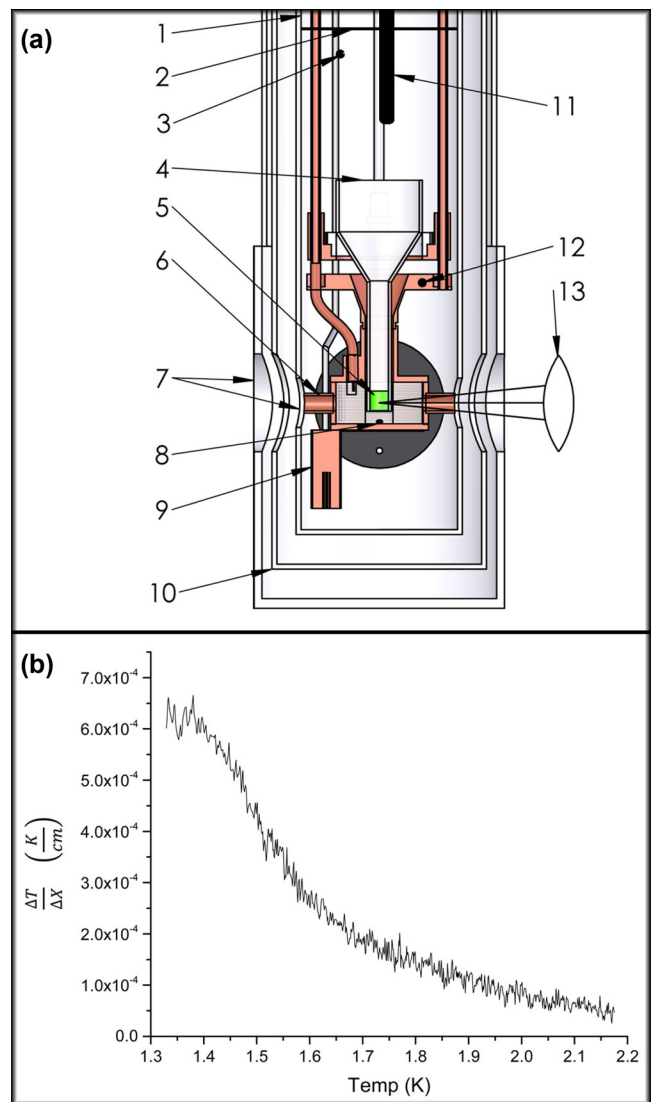 (a)
1
2
3
4
5
6
7
8
9
10
11
12
13
(b)
7.0x10⁻⁴
6.0x10⁻⁴
5.0x10⁻⁴
4.0x10⁻⁴
3.0x10⁻⁴
2.0x10⁻⁴
1.0x10⁻⁴
0.0
ΔT/ΔX (K/cm)
1.3 1.4 1.5 1.6 1.7 1.8 1.9 2.0 2.1 2.2
Temp (K)